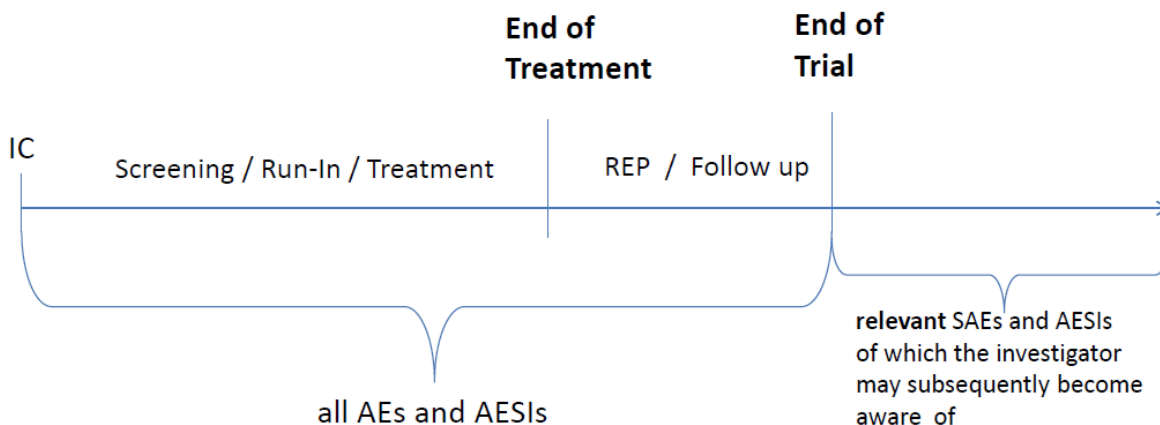 End of
Treatment
End of
Trial
IC
Screening / Run-In / Treatment
REP / Follow up
all AEs and AESIs
relevant SAEs and AESIs
of which the investigator
may subsequently become
aware of